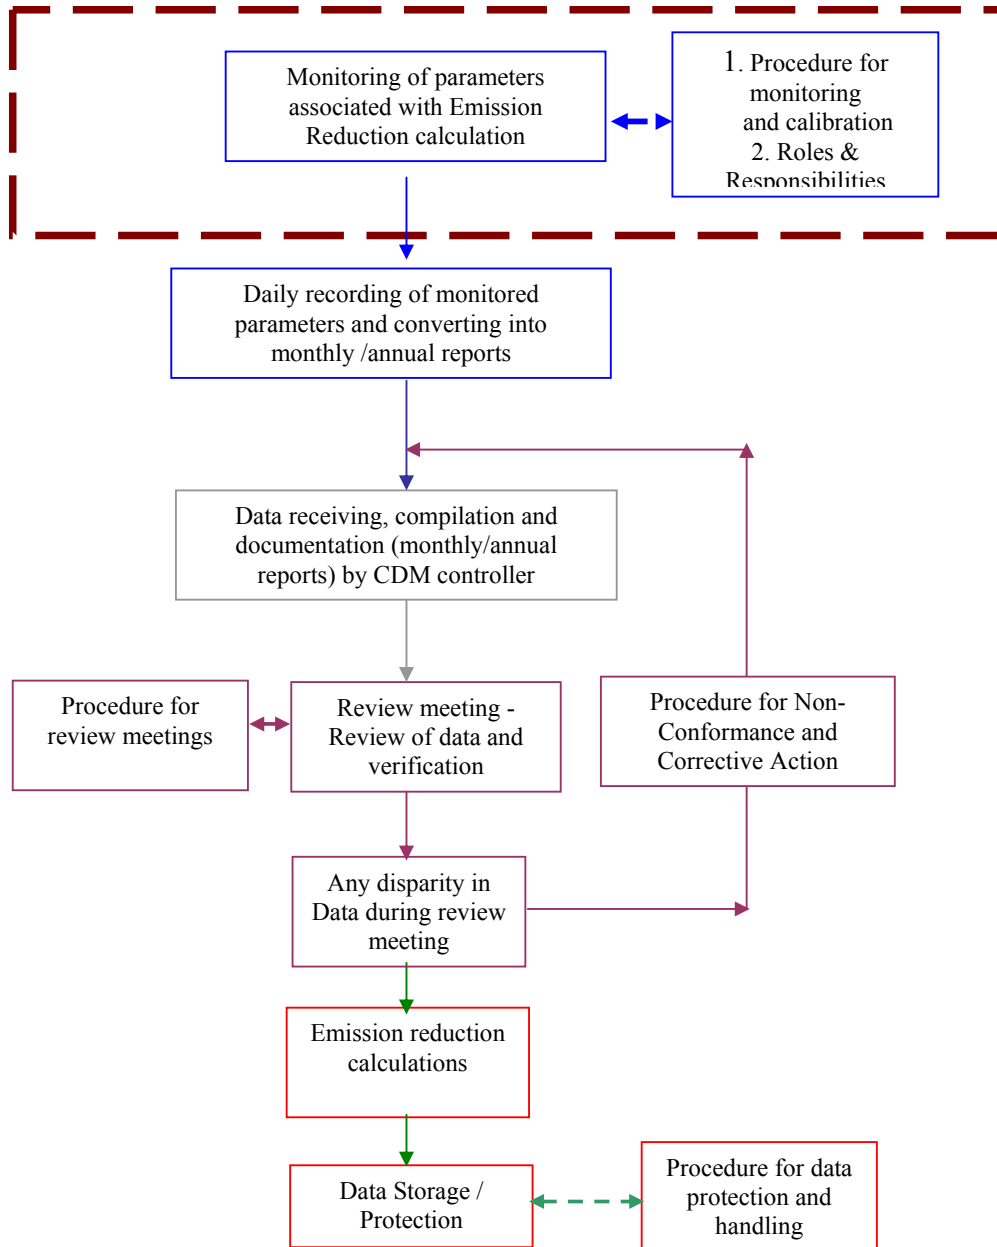 Monitoring of parameters
associated with Emission
Reduction calculation
1. Procedure for
monitoring
and calibration
2. Roles &
Responsibilities
Daily recording of monitored
parameters and converting into
monthly /annual reports
Data receiving, compilation and
documentation (monthly/annual
reports) by CDM controller
Procedure for
review meetings
Review meeting -
Review of data and
verification
Procedure for Non-
Conformance and
Corrective Action
Any disparity in
Data during review
meeting
Emission reduction
calculations
Data Storage /
Protection
Procedure for data
protection and
handling